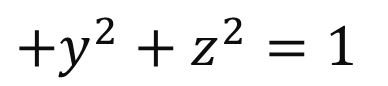 +y² + z² = 1